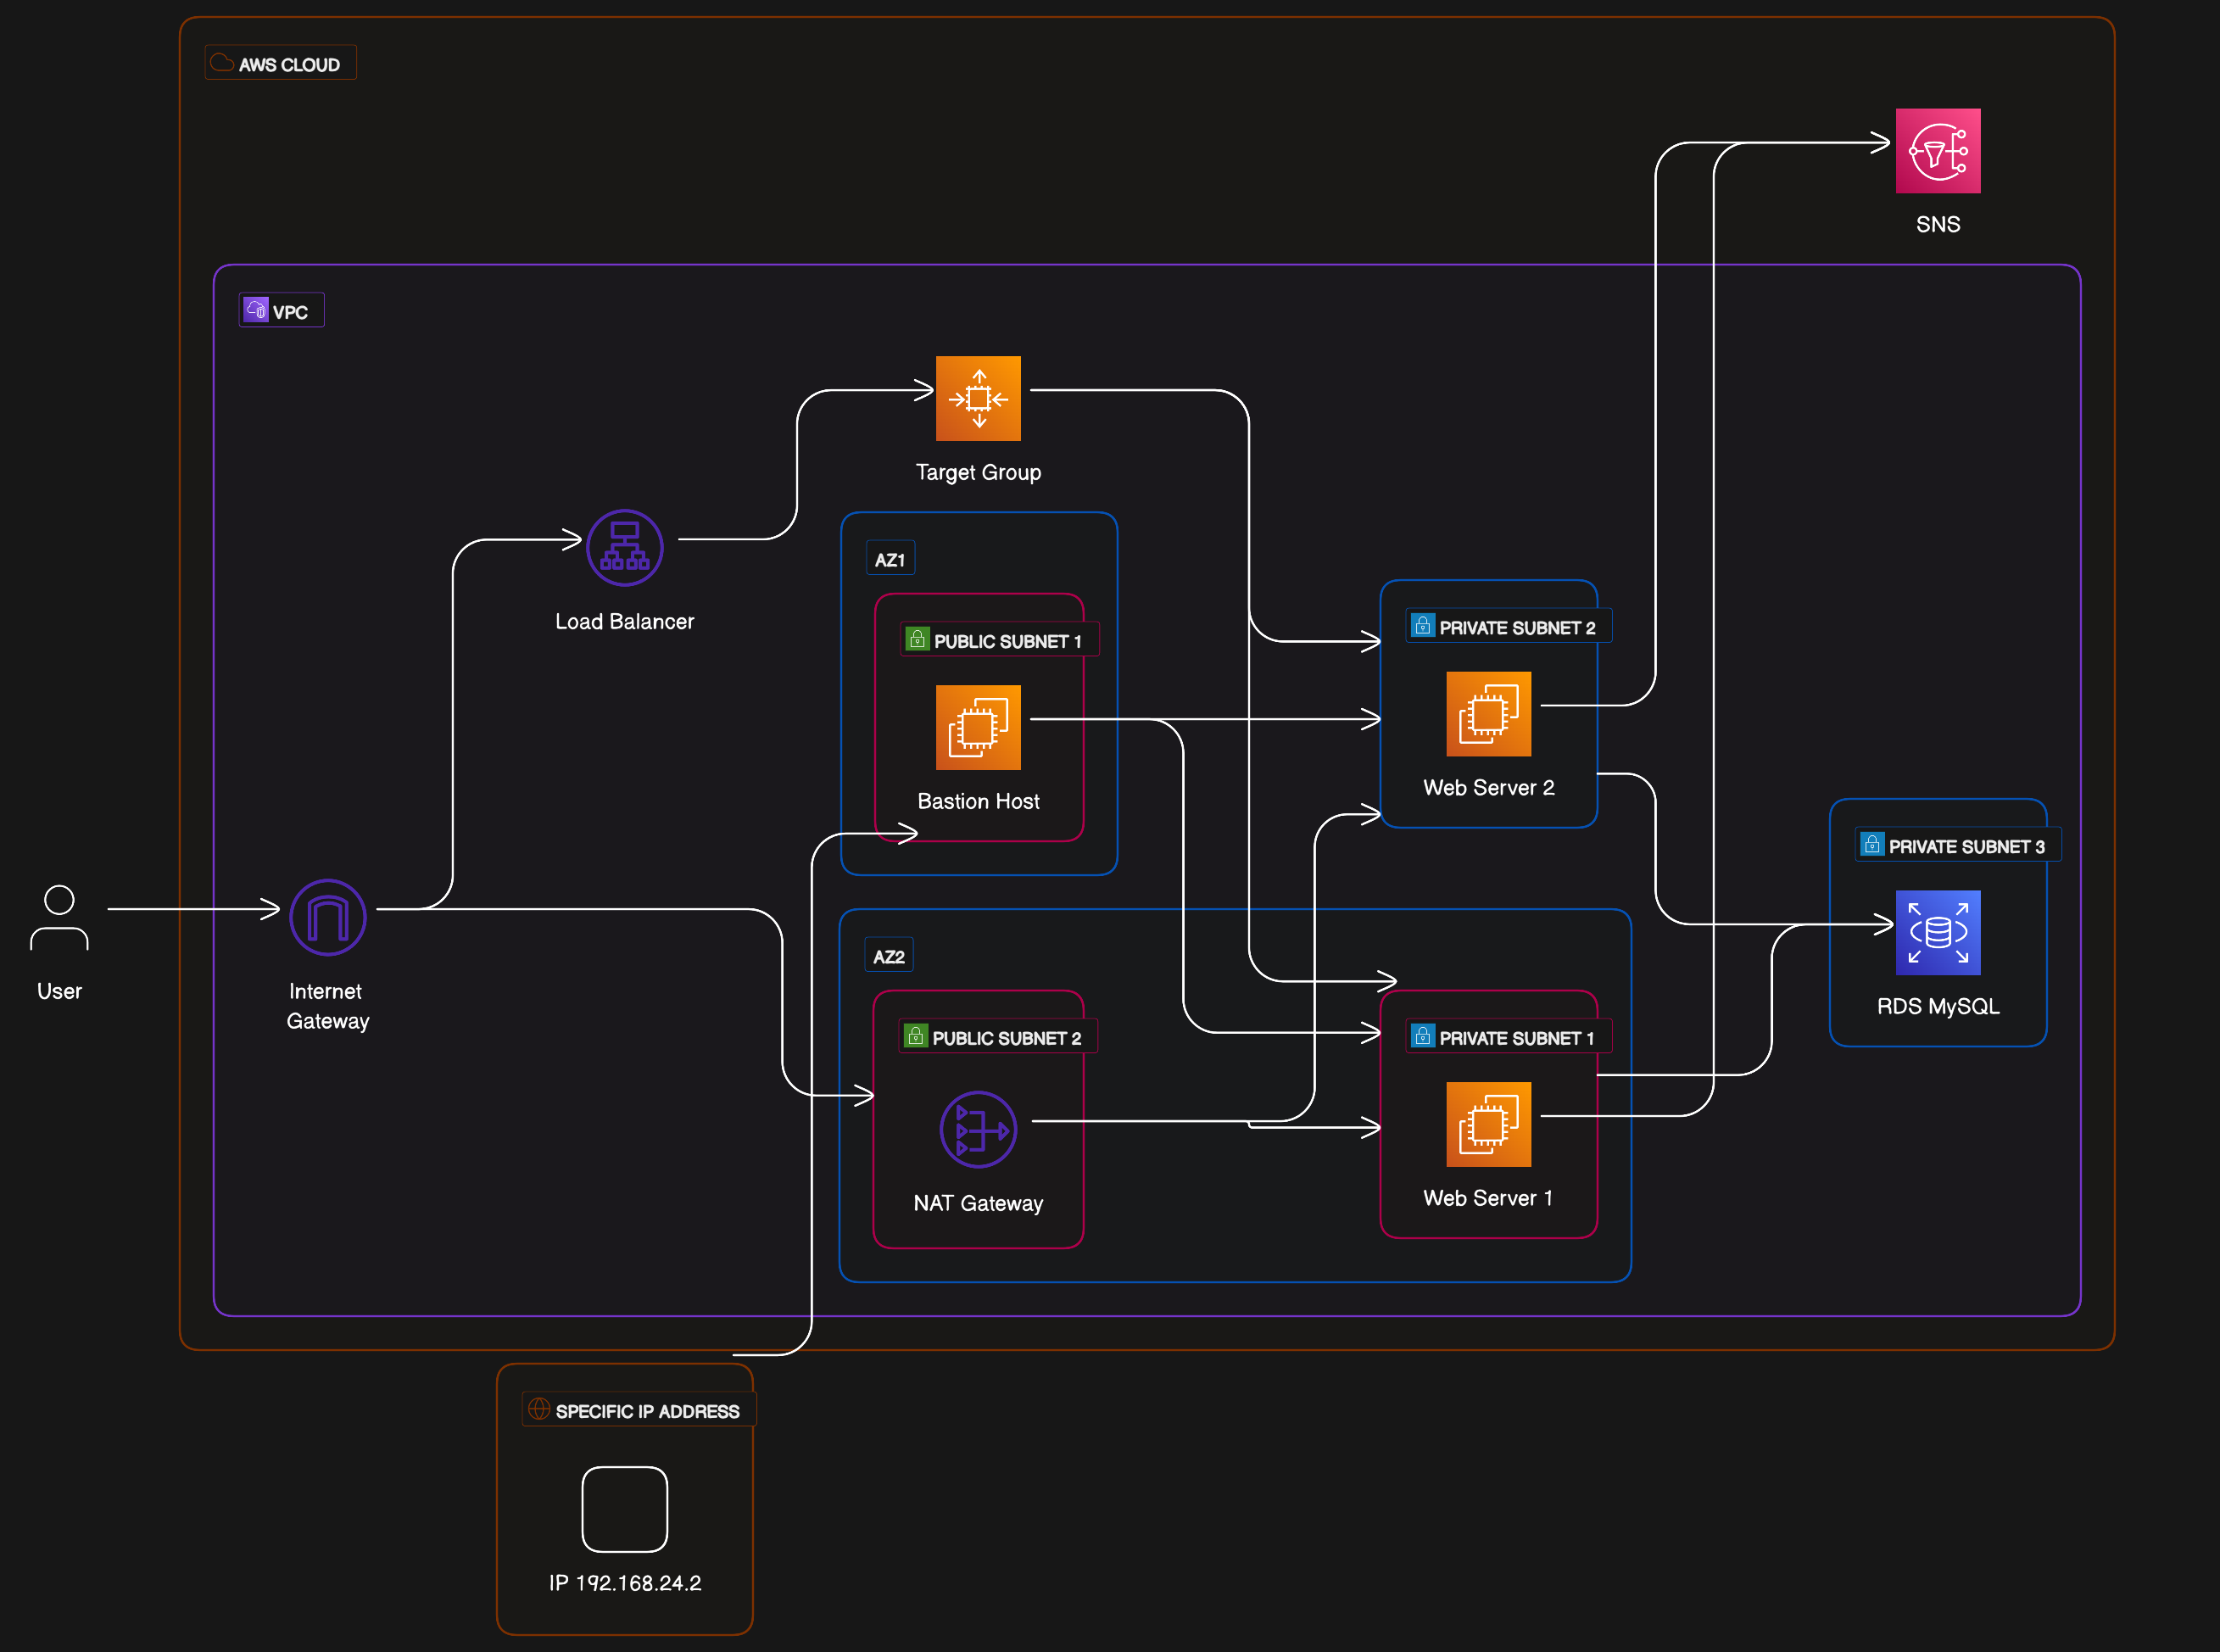 AWS CLOUD
SNS
VPC
Target Group
Load Balancer
AZ1
PUBLIC SUBNET 1
Bastion Host
PRIVATE SUBNET 2
Web Server 2
PRIVATE SUBNET 3
RDS MySQL
User
Internet
Gateway
AZ2
PUBLIC SUBNET 2
NAT Gateway
PRIVATE SUBNET 1
Web Server 1
SPECIFIC IP ADDRESS
IP 192.168.24.2